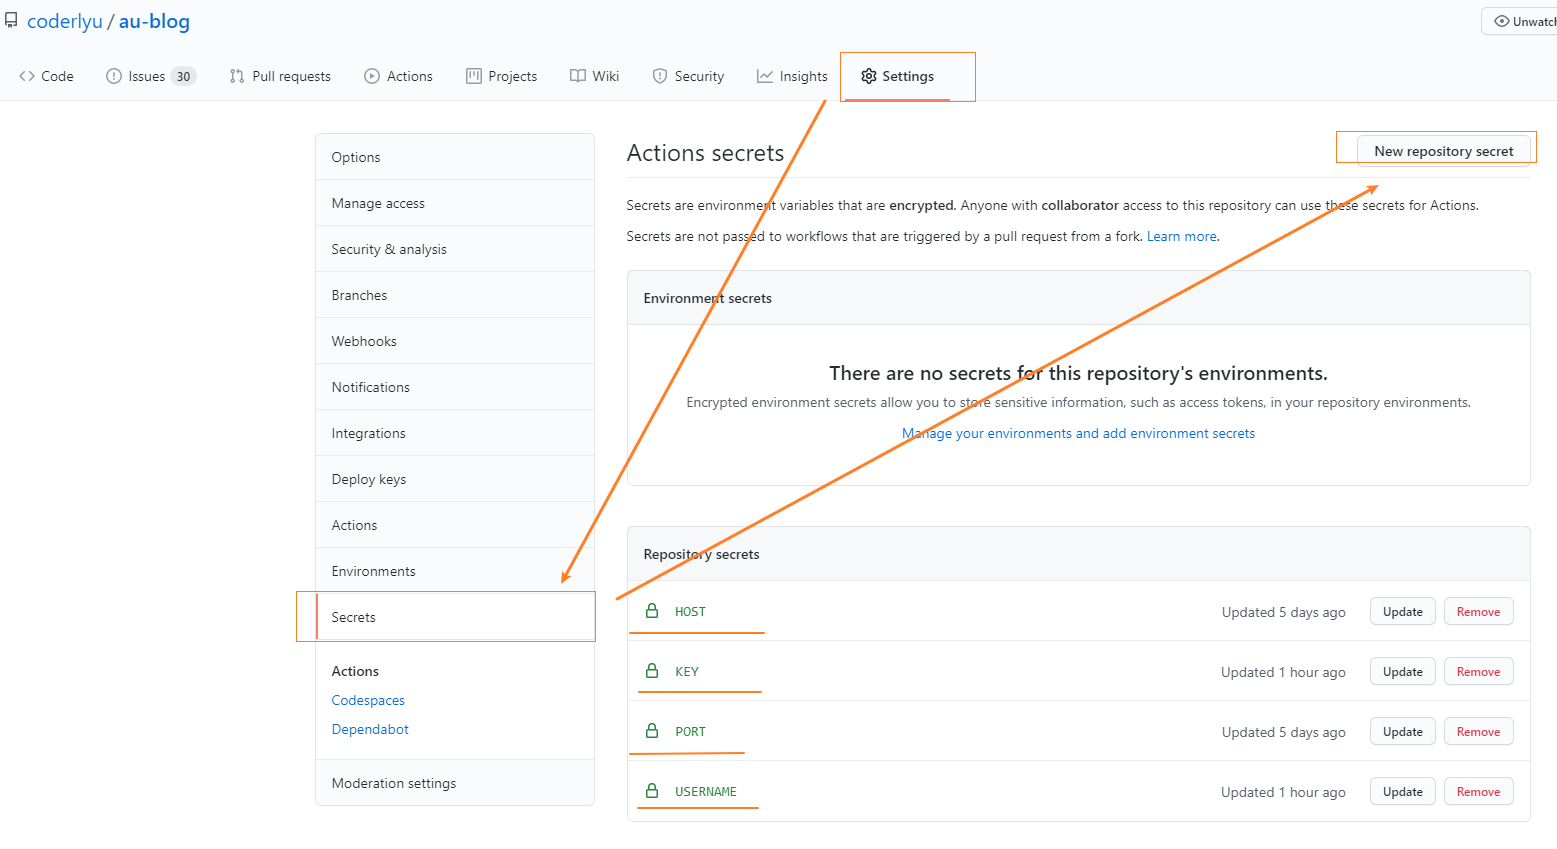 coderlyu / au-blog
Unwatch
Code
Issues 30
Pull requests
Actions
Projects
Wiki
Security
Insights
Settings
Options
Manage access
Security & analysis
Branches
Webhooks
Notifications
Integrations
Deploy keys
Actions
Environments
Secrets
Actions
Codespaces
Dependabot
Moderation settings
Actions secrets
New repository secret
Secrets are environment variables that are encrypted. Anyone with collaborator access to this repository can use these secrets for Actions.
Secrets are not passed to workflows that are triggered by a pull request from a fork. Learn more.
Environment secrets
There are no secrets for this repository's environments.
Encrypted environment secrets allow you to store sensitive information, such as access tokens, in your repository environments.
Manage your environments and add environment secrets
Repository secrets
HOST Updated 5 days ago Update Remove
KEY Updated 1 hour ago Update Remove
PORT Updated 5 days ago Update Remove
USERNAME Updated 1 hour ago Update Remove